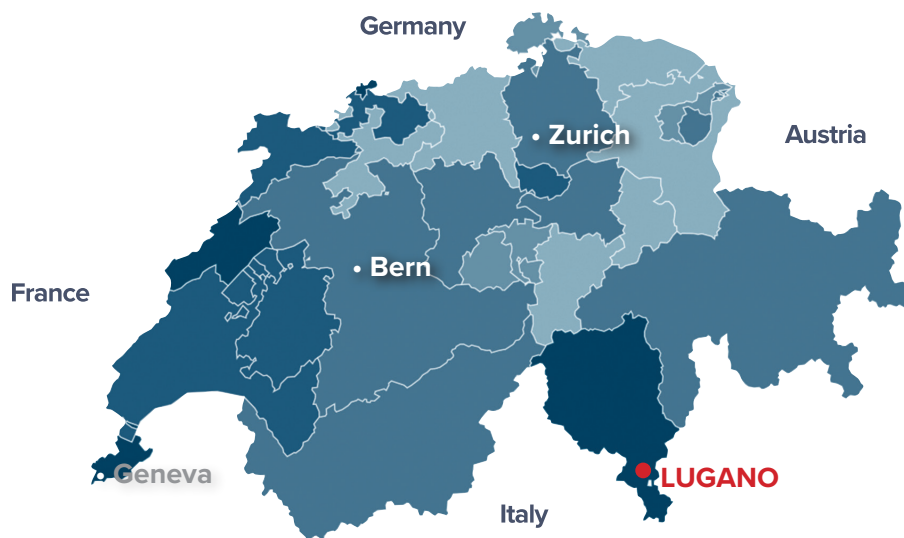 Germany
Zurich
Austria
Bern
France
Geneva
LUGANO
Italy